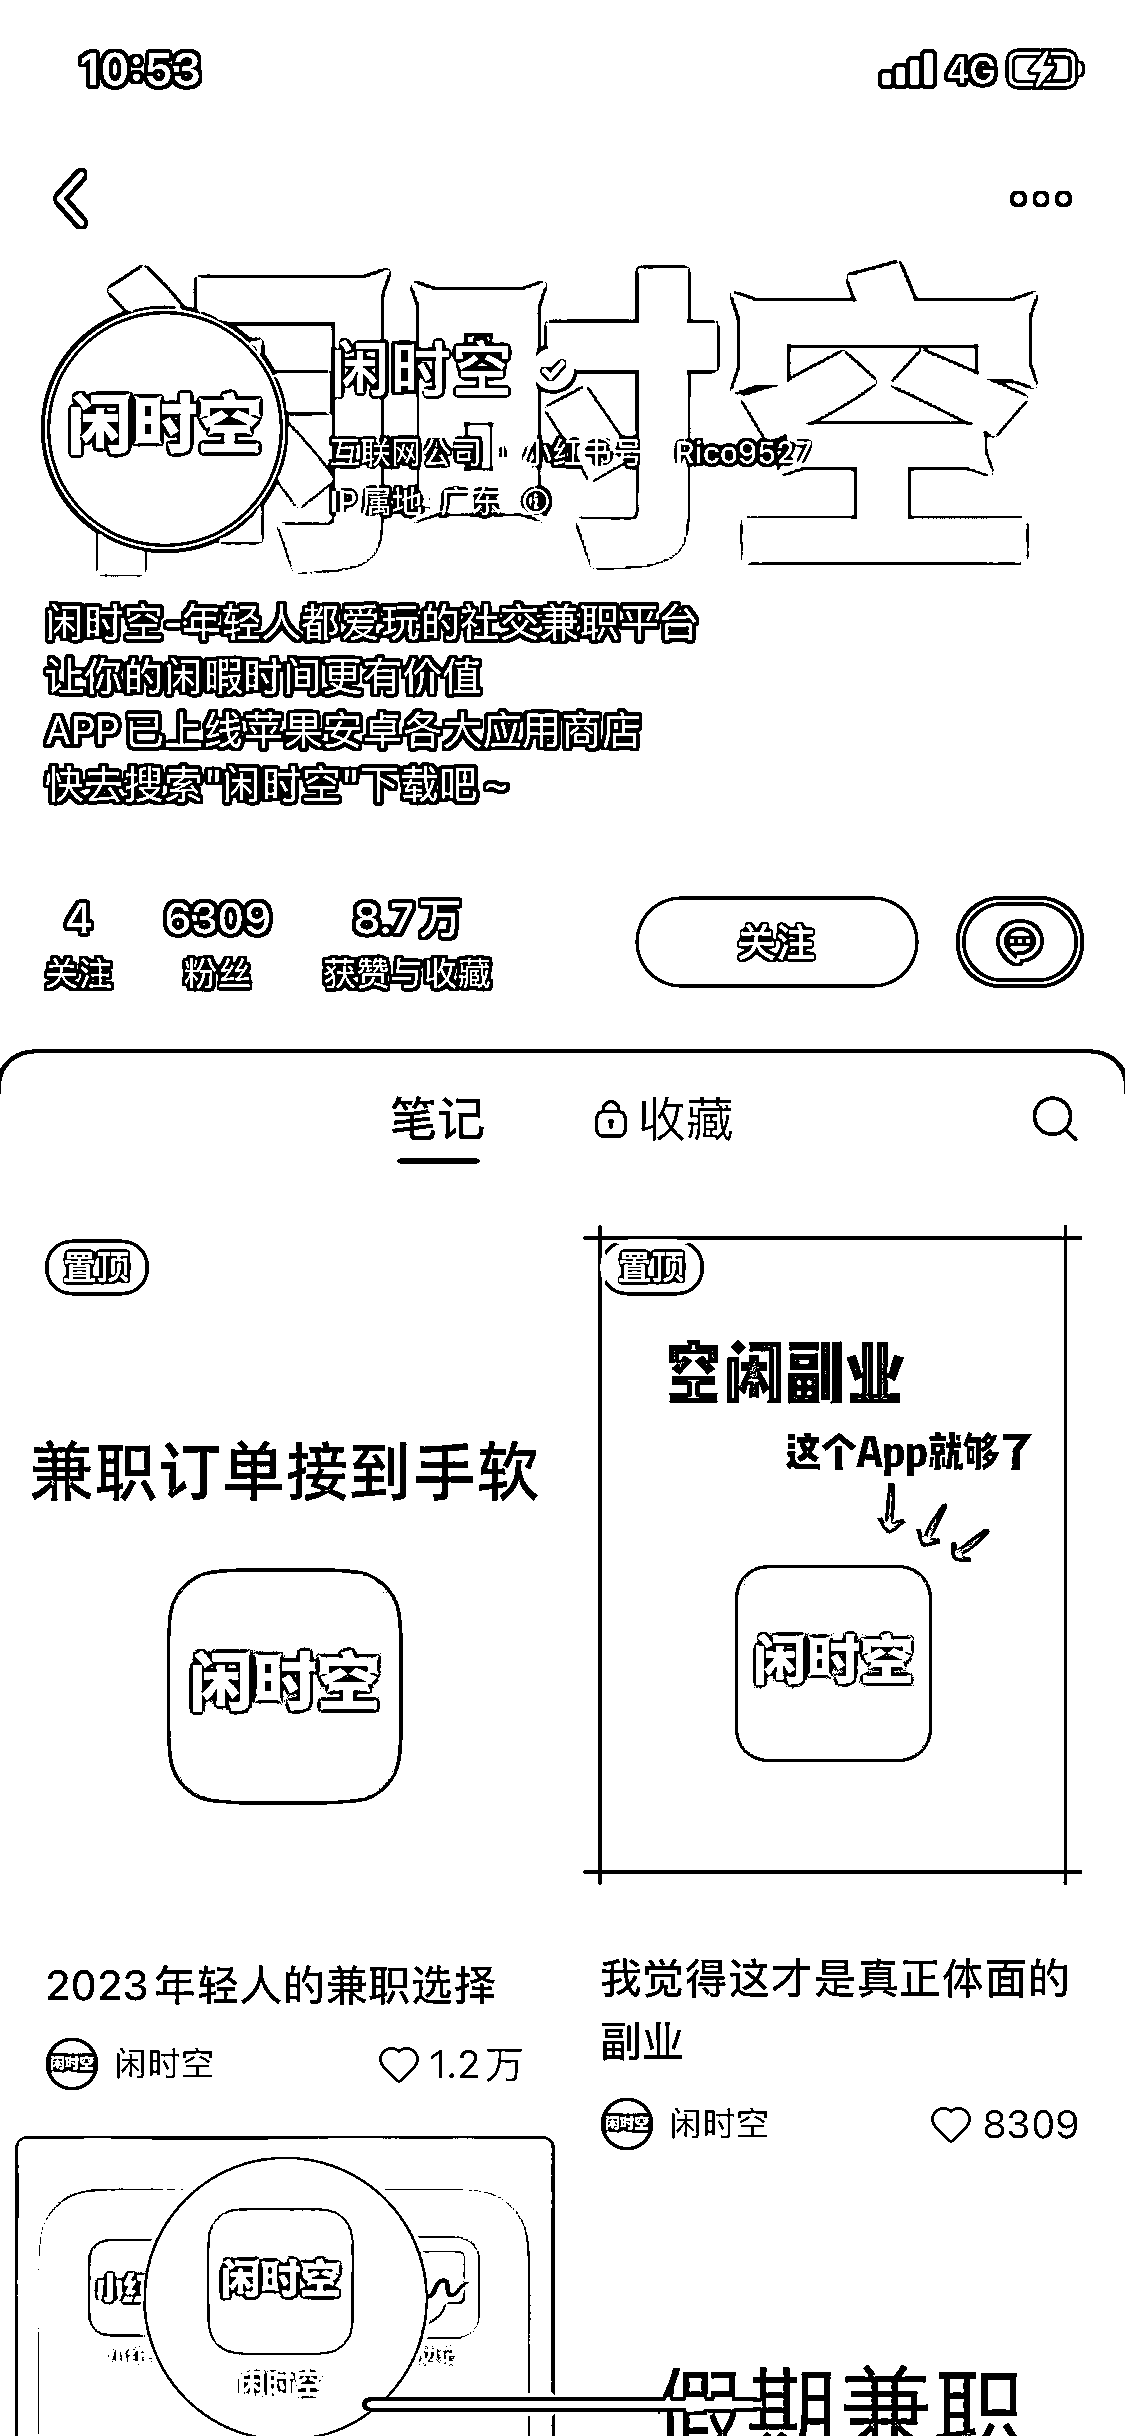 10:53
4G
闲时空
闲时空
闲时空
互联网公司
小红书号
Rico9527
IP属地:广东
闲时空-年轻人都爱玩的社交兼职平台
让你的闲暇时间更有价值
APP已上线苹果安卓各大应用商店
快去搜索"闲时空"下载吧~
4
6309
8.7万
关注
粉丝
获赞与收藏
关注
笔记
收藏
置顶
兼职订单接到手软
闲时空
2023年轻人的兼职选择
闲时空
闲时空
1.2万
置顶
空闲副业
这个App就够了
闲时空
我觉得这才是真正体面的
副业
闲时空
闲时空
8309
小红
闲时空
闲时空
假期兼职